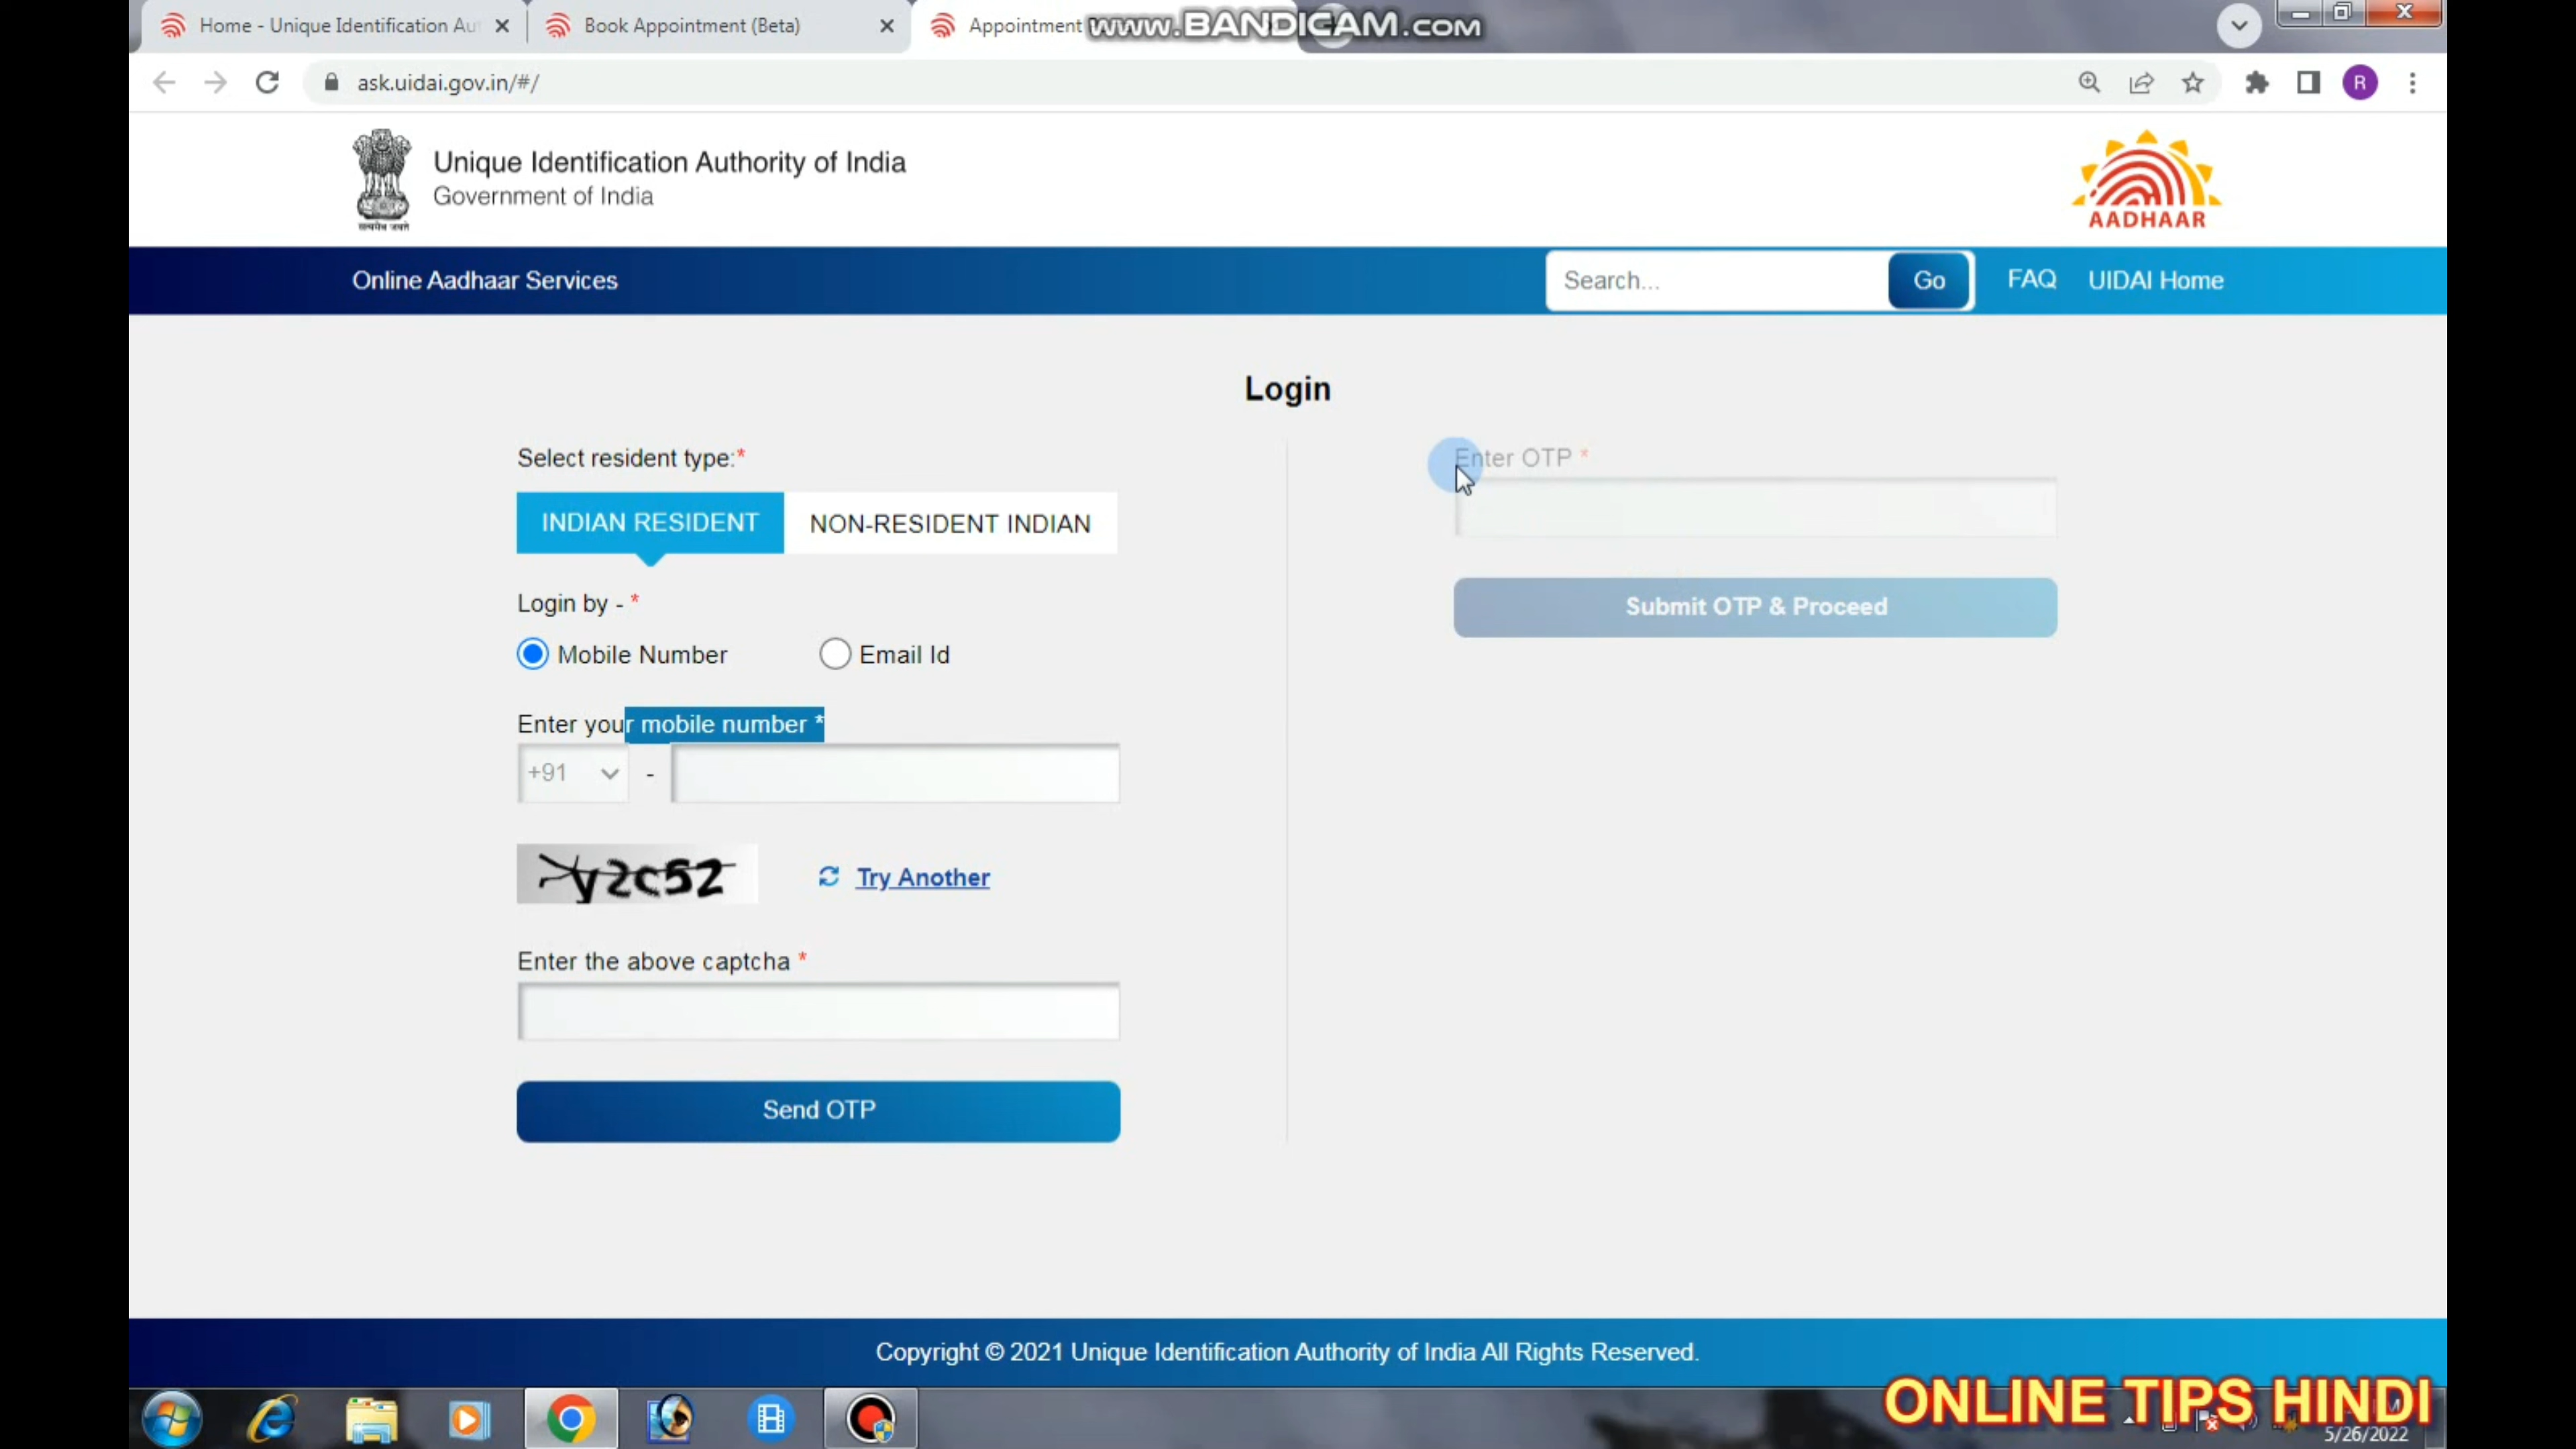 Home - Unique Identification Au
Book Appointment (Beta)
Appointment
www.BANDICAM.com
ask.uidai.gov.in/#/
R
Unique Identification Authority of India
Government of India
सत्यमेव जयते
AADHAAR
Online Aadhaar Services
Search...
Go
FAQ
UIDAI Home
Login
Select resident type:*
INDIAN RESIDENT
NON-RESIDENT INDIAN
Login by - *
Mobile Number
Email Id
Enter your mobile number *
+91
-
y2c52
Try Another
Enter the above captcha *
Send OTP
Enter OTP *
Submit OTP & Proceed
Copyright © 2021 Unique Identification Authority of India All Rights Reserved.
ONLINE TIPS HINDI
5/26/2022